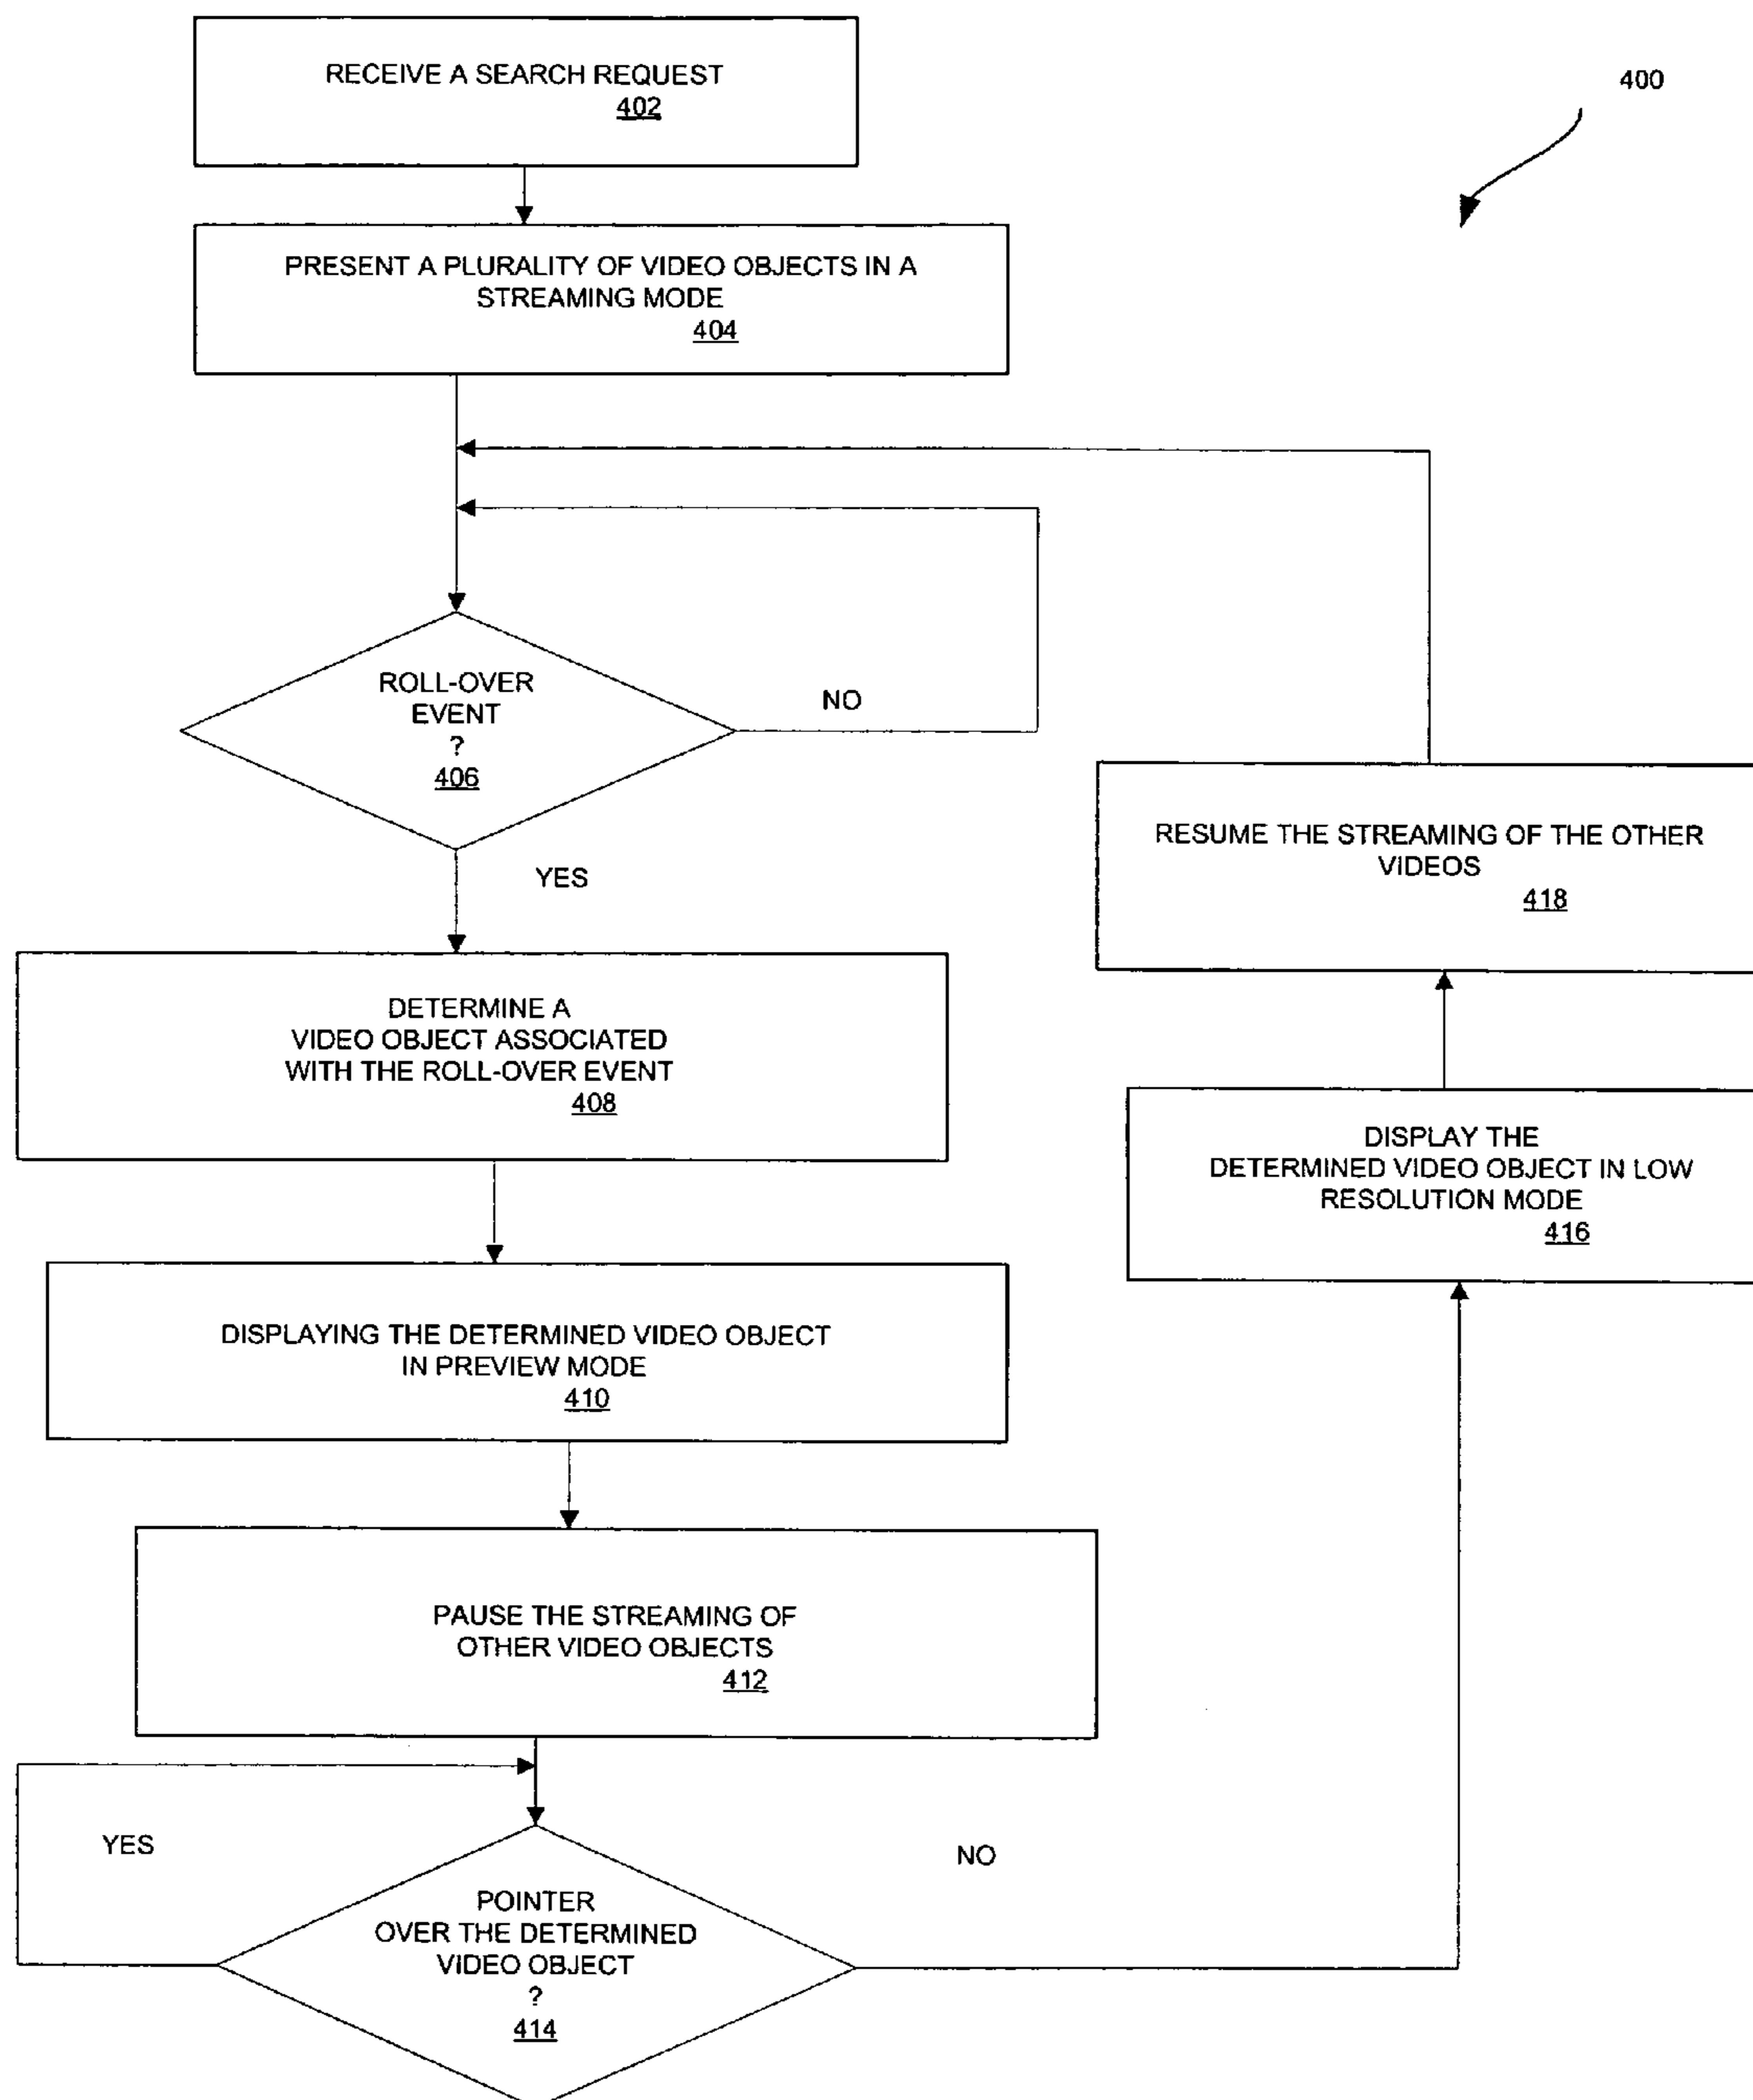 RECEIVE A SEARCH REQUEST
402
400
PRESENT A PLURALITY OF VIDEO OBJECTS IN A
STREAMING MODE
404
ROLL-OVER
EVENT
?
406
NO
YES
DETERMINE A
VIDEO OBJECT ASSOCIATED
WITH THE ROLL-OVER EVENT
408
DISPLAYING THE DETERMINED VIDEO OBJECT
IN PREVIEW MODE
410
PAUSE THE STREAMING OF
OTHER VIDEO OBJECTS
412
YES
POINTER
OVER THE DETERMINED
VIDEO OBJECT
?
414
NO
DISPLAY THE
DETERMINED VIDEO OBJECT IN LOW
RESOLUTION MODE
416
RESUME THE STREAMING OF THE OTHER
VIDEOS
418